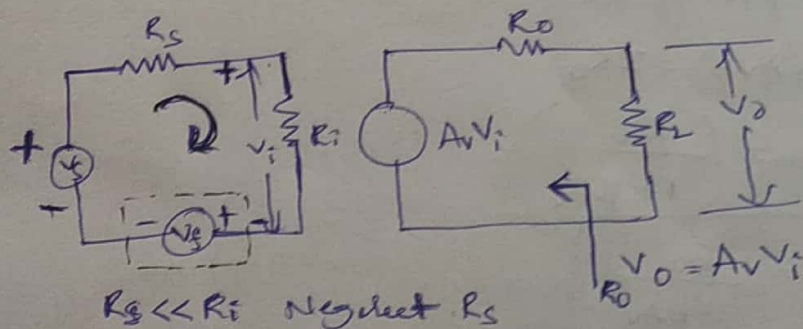 Rs
Ro
+
+
Vs
-
Vi
Ri
-
Vf
+
-
AvVi
RL
Vo
Ro
Vo = AvVi
Rs << Ri Neglect Rs